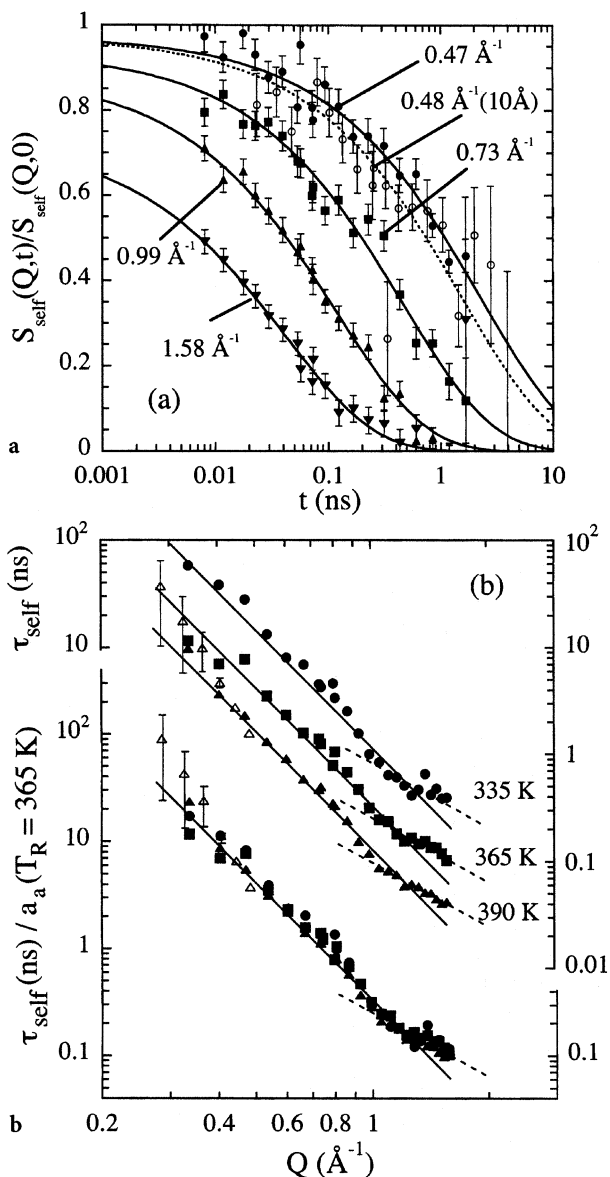 a
S_self(Q,t)/S_self(Q,0)
1
0.8
0.6
0.4
0.2
0
0.47 Å⁻¹
0.48 Å⁻¹(10Å)
0.73 Å⁻¹
0.99 Å⁻¹
1.58 Å⁻¹
(a)
0.001
0.01
0.1
1
10
t (ns)
b
τ_self (ns)
τ_self (ns) / a_a (T_R = 365 K)
10²
10
10²
10
1
0.1
(b)
10²
10
1
0.1
0.01
0.1
335 K
365 K
390 K
0.2
0.4
0.6
0.8
1
3
Q (Å⁻¹)